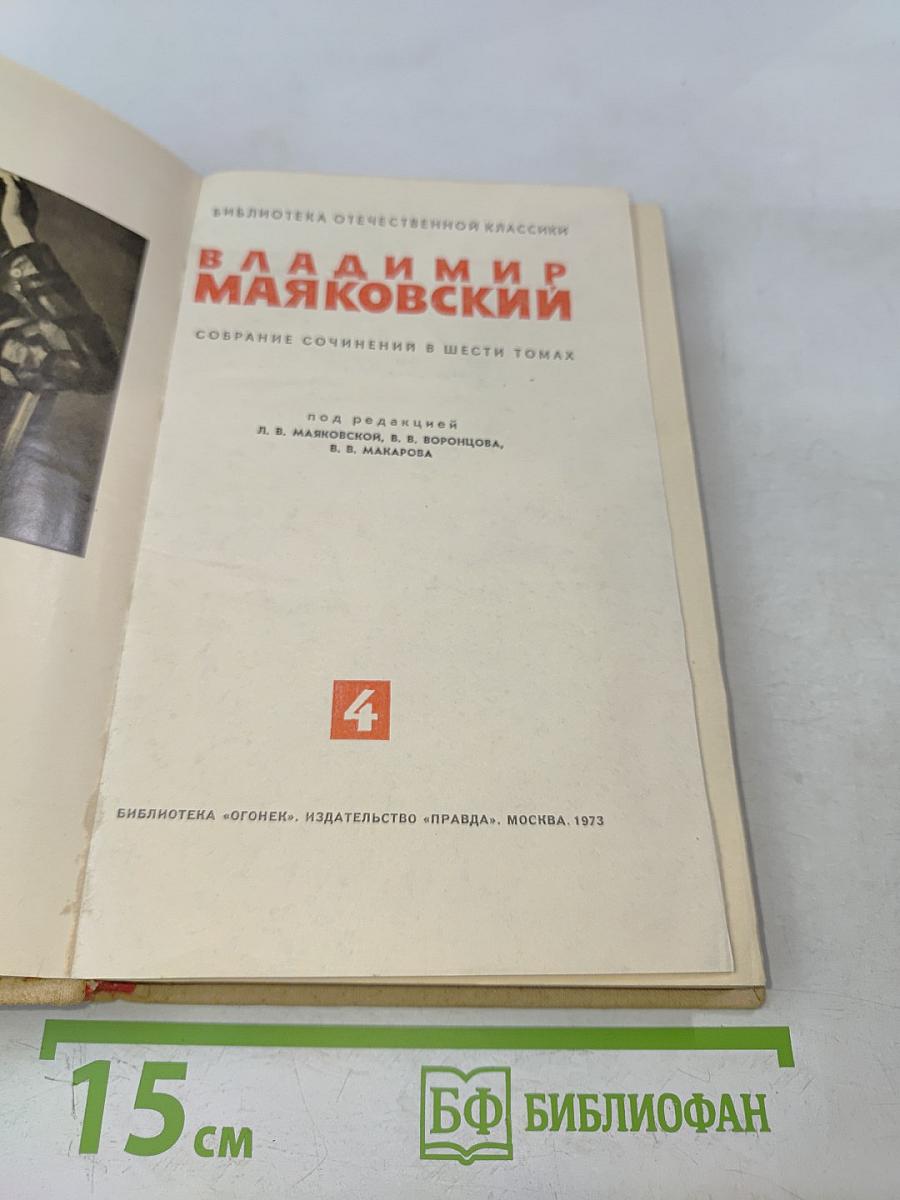 БИБЛИОТЕКА ОТЕЧЕСТВЕННОЙ КЛАССИКИ
ВЛАДИМИР
МАЯКОВСКИЙ
СОБРАНИЕ СОЧИНЕНИЙ В ШЕСТИ ТОМАХ
под редакцией
Л. В. МАЯКОВСКОЙ, В. В. ВОРОНЦОВА,
В. В. МАКАРОВА
4
БИБЛИОТЕКА «ОГОНЕК». ИЗДАТЕЛЬСТВО «ПРАВДА». МОСКВА. 1973
15 см
БФ БИБЛИОФАН